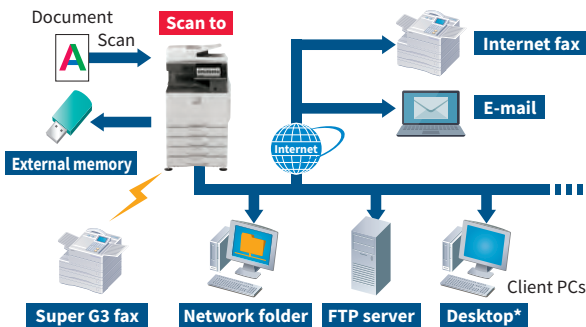 Document
Scan
A
Scan to
Internet fax
E-mail
Internet
External memory
Super G3 fax
Network folder
FTP server
Desktop*
Client PCs